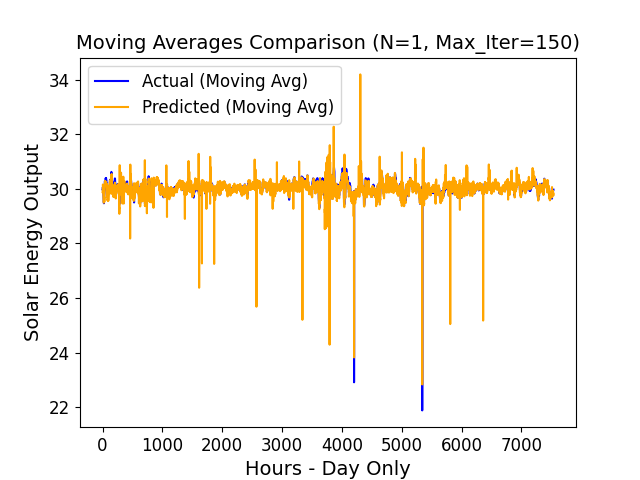 Moving Averages Comparison (N=1, Max_Iter=150)
Actual (Moving Avg)
Predicted (Moving Avg)
Solar Energy Output
34
32
30
28
26
24
22
0 1000 2000 3000 4000 5000 6000 7000
Hours - Day Only